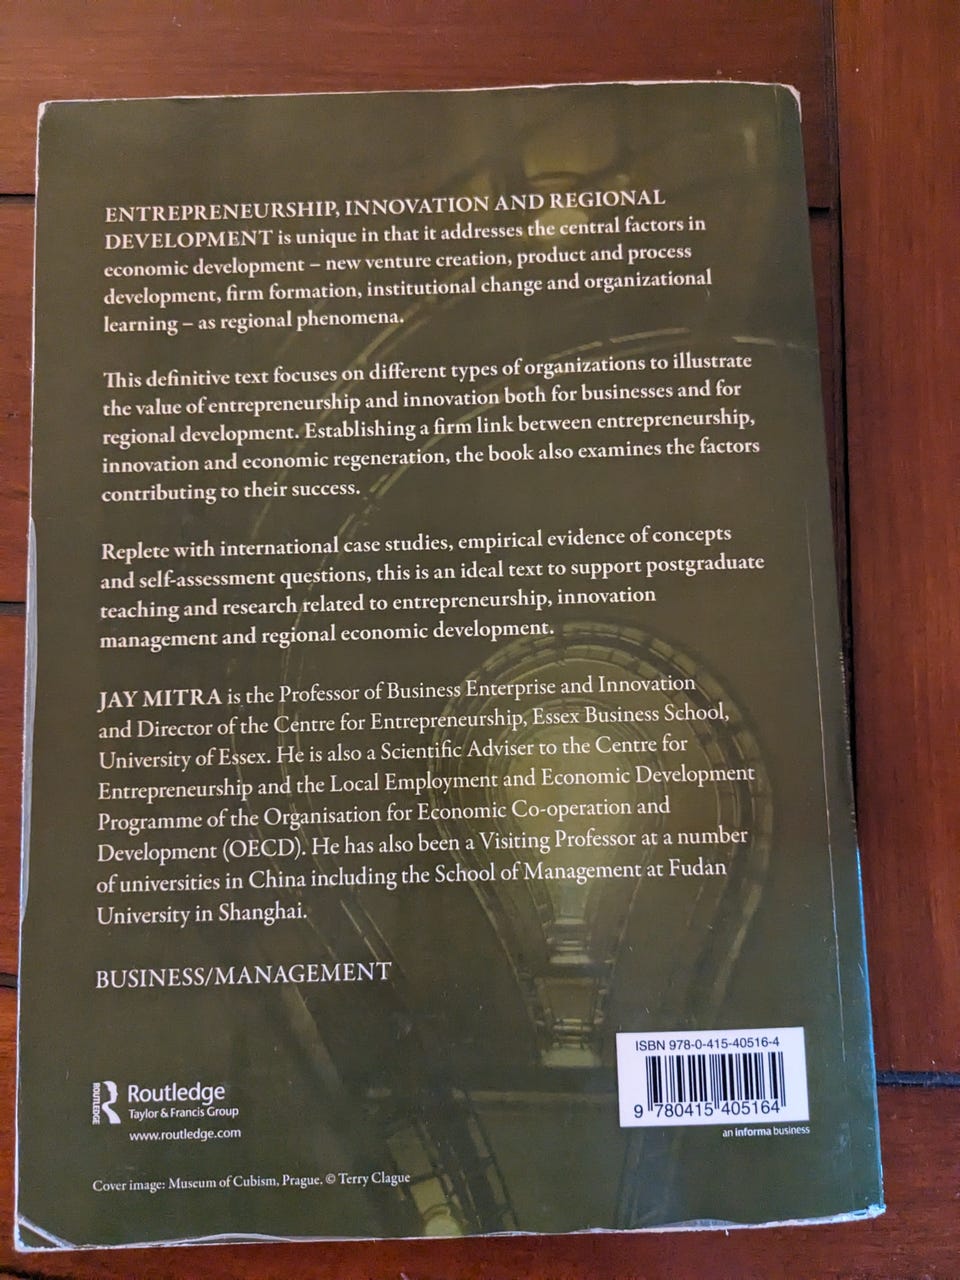 ENTREPRENEURSHIP, INNOVATION AND REGIONAL
DEVELOPMENT is unique in that it addresses the central factors in
economic development – new venture creation, product and process
development, firm formation, institutional change and organizational
learning – as regional phenomena.
This definitive text focuses on different types of organizations to illustrate
the value of entrepreneurship and innovation both for businesses and for
regional development. Establishing a firm link between entrepreneurship,
innovation and economic regeneration, the book also examines the factors
contributing to their success.
Replete with international case studies, empirical evidence of concepts
and self-assessment questions, this is an ideal text to support postgraduate
teaching and research related to entrepreneurship, innovation
management and regional economic development.
JAY MITRA is the Professor of Business Enterprise and Innovation
and Director of the Centre for Entrepreneurship, Essex Business School,
University of Essex. He is also a Scientific Adviser to the Centre for
Entrepreneurship and the Local Employment and Economic Development
Programme of the Organisation for Economic Co-operation and
Development (OECD). He has also been a Visiting Professor at a number
of universities in China including the School of Management at Fudan
University in Shanghai.
BUSINESS/MANAGEMENT
ROUTLEDGE
Routledge
Taylor & Francis Group
www.routledge.com
ISBN 978-0-415-40516-4
9 780415 405164
an informa business
Cover image: Museum of Cubism, Prague. © Terry Clague